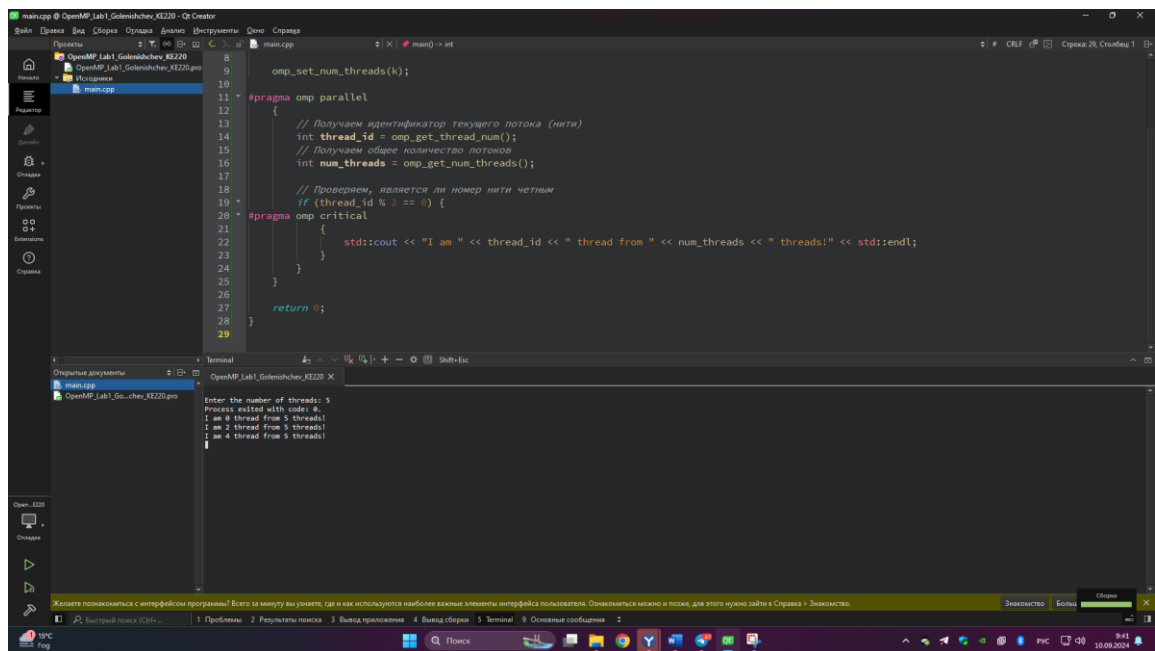 main.cpp @ OpenMP_Lab1_Golenishchev_KE220 - Qt Creator
Файл Правка Вид Сборка Отладка Анализ Инструменты Окно Справка
Проекты
main.cpp
main() -> int
# CRLF Строка: 29, Столбец: 1
Начало
Редактор
Дизайн
Отладка
Проекты
Extensions
Справка
OpenMP_Lab1_Golenishchev_KE220
OpenMP_Lab1_Golenishchev_KE220.pro
Исходники
main.cpp
8
9 omp_set_num_threads(k);
10
11 #pragma omp parallel
12 {
13 // Получаем идентификатор текущего потока (нити)
14 int thread_id = omp_get_thread_num();
15 // Получаем общее количество потоков
16 int num_threads = omp_get_num_threads();
17
18 // Проверяем, является ли номер нити четным
19 if (thread_id % 2 == 0) {
20 #pragma omp critical
21 {
22 std::cout << "I am " << thread_id << " thread from " << num_threads << " threads!" << std::endl;
23 }
24 }
25 }
26
27 return 0;
28 }
29
Terminal
Shift+Esc
Открытые документы
main.cpp
OpenMP_Lab1_Go...chev_KE220.pro
OpenMP_Lab1_Golenishchev_KE220
Enter the number of threads: 5
Process exited with code: 0.
I am 0 thread from 5 threads!
I am 2 thread from 5 threads!
I am 4 thread from 5 threads!
Open...E220
Отладка
Желаете познакомиться с интерфейсом программы? Всего за минуту вы узнаете, где и как используются наиболее важные элементы интерфейса пользователя. Ознакомиться можно и позже, для этого нужно зайти в Справка > Знакомство.
Знакомство
Больш
Сборка
Быстрый поиск (Ctrl+...
1 Проблемы 2 Результаты поиска 3 Вывод приложения 4 Вывод сборки 5 Terminal 9 Основные сообщения
1
15°C
Fog
Поиск
РУС
9:41
10.09.2024